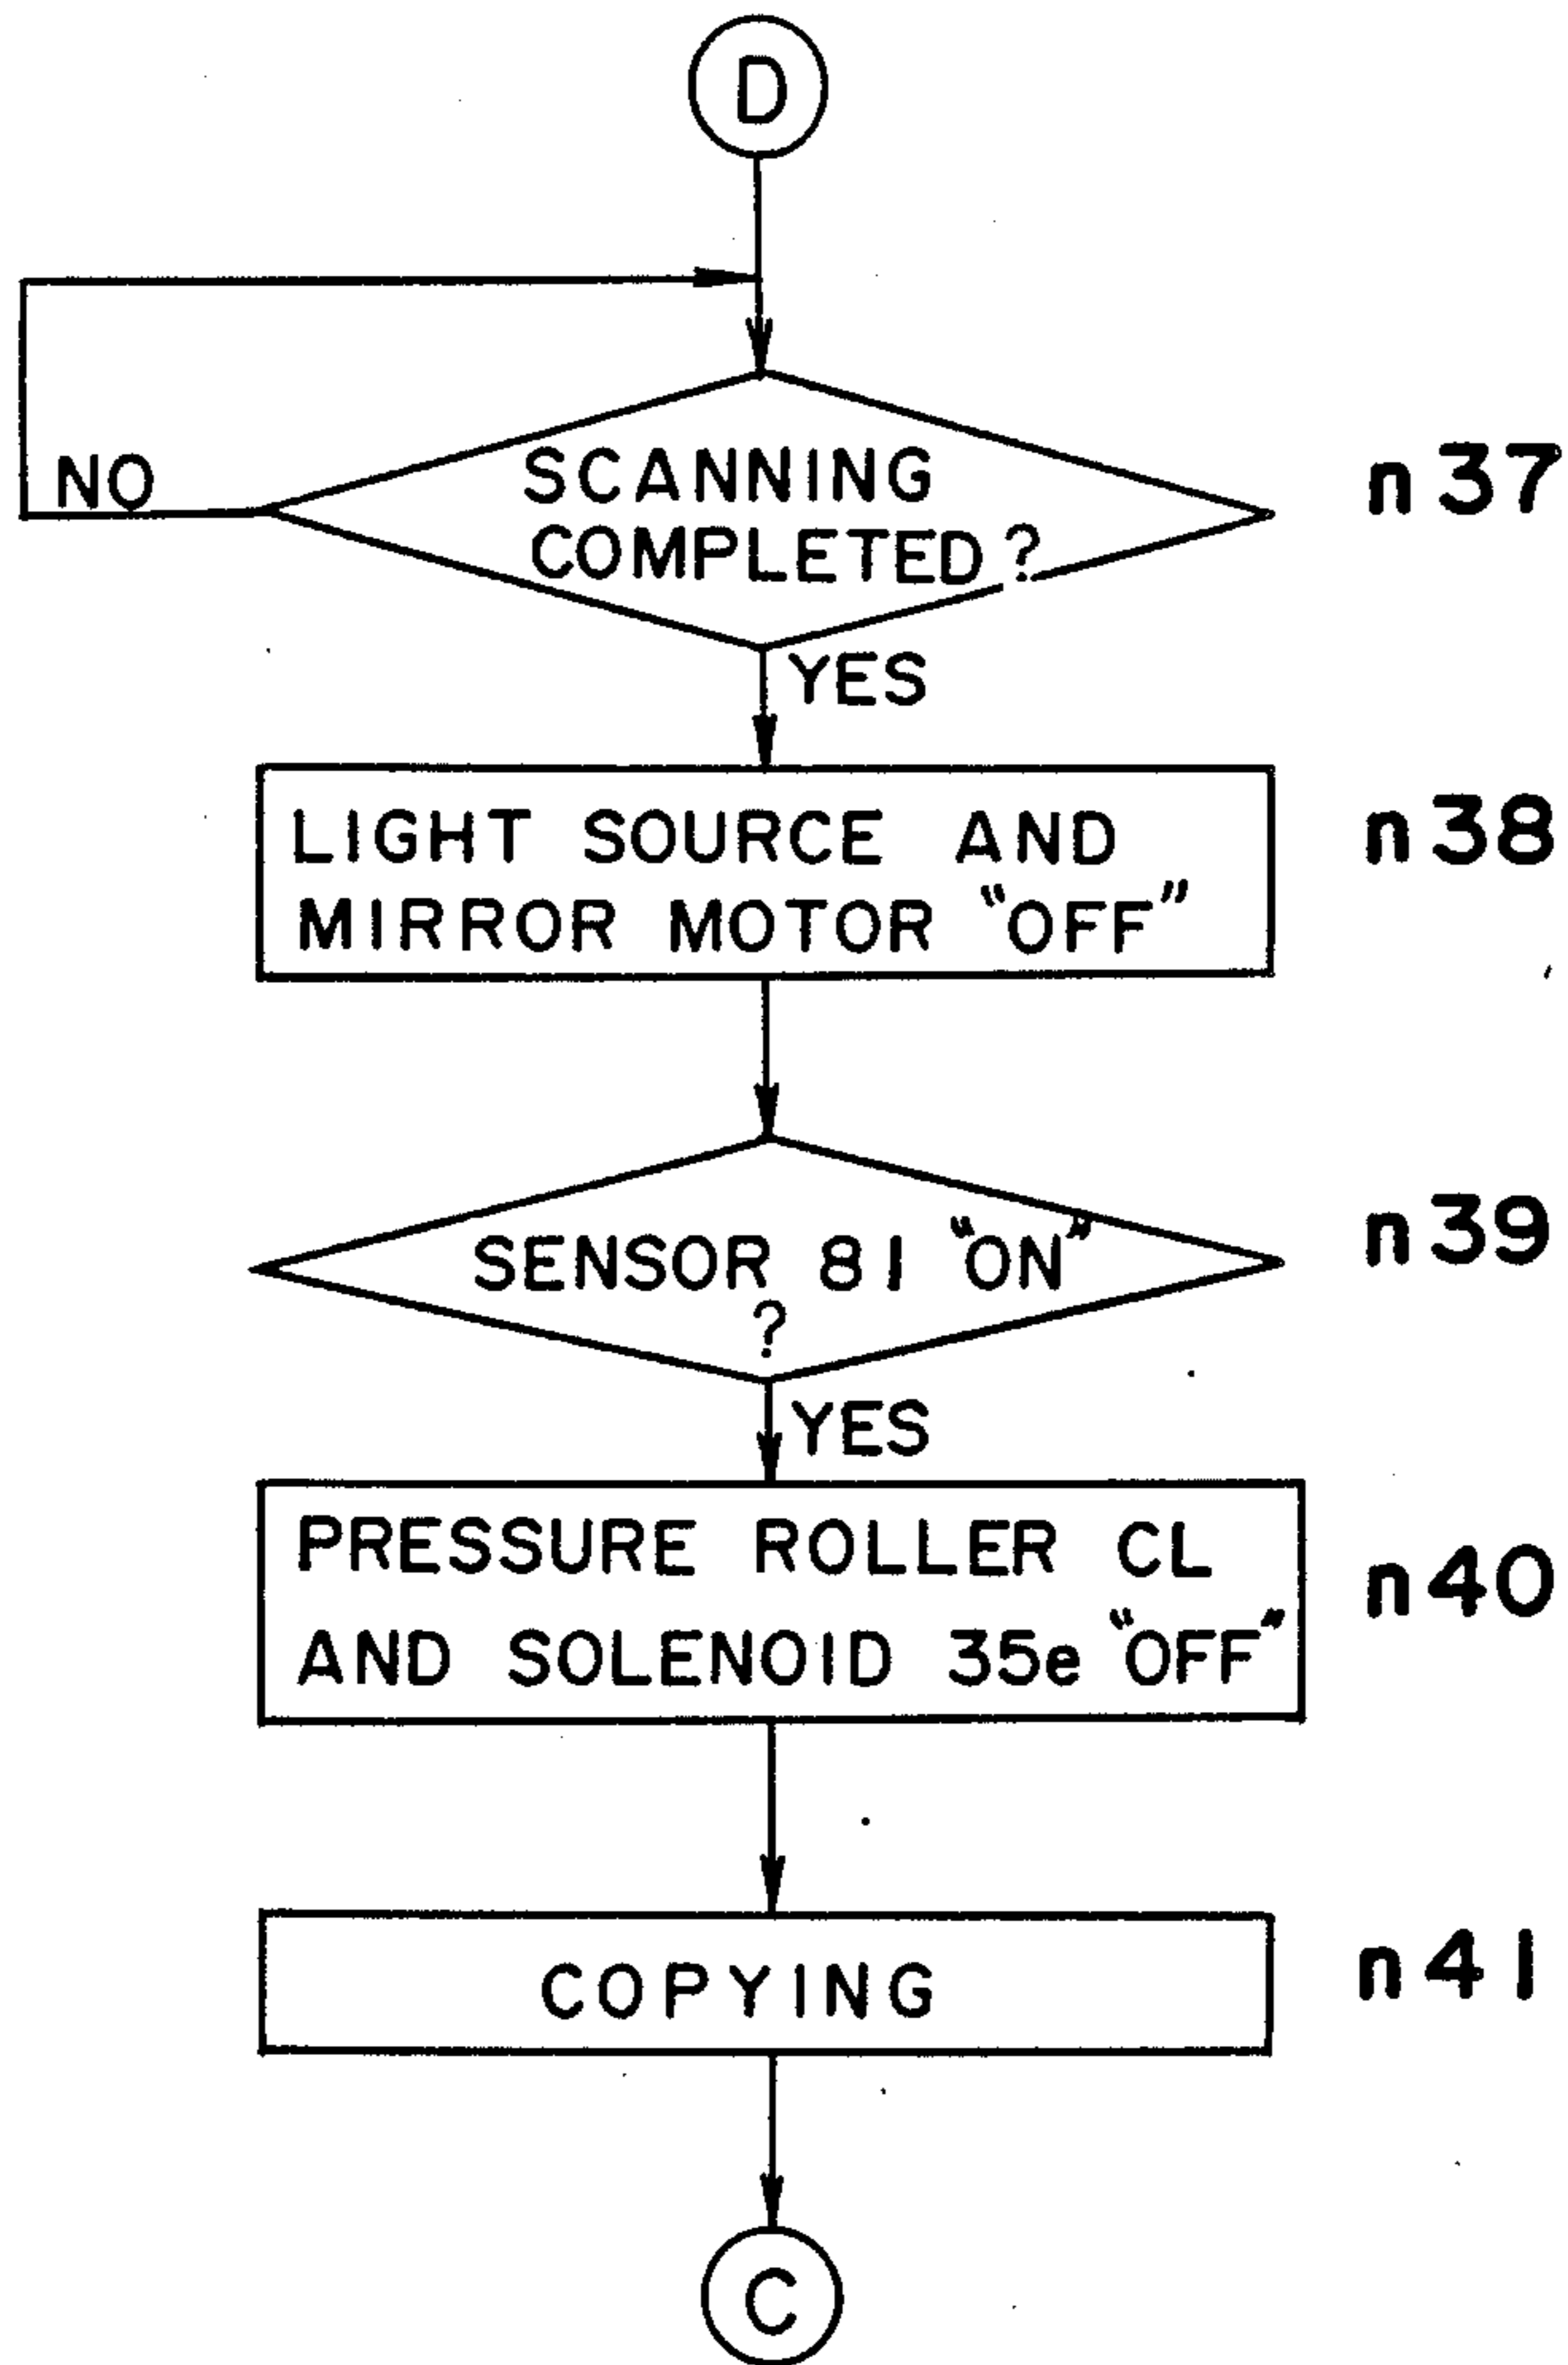 D
NO
SCANNING
COMPLETED?
n37
YES
LIGHT SOURCE AND
MIRROR MOTOR "OFF"
n38
SENSOR 81 "ON"
?
n39
YES
PRESSURE ROLLER CL
AND SOLENOID 35e "OFF"
n40
COPYING
n41
C